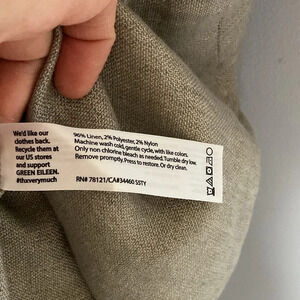 We'd like our
clothes back.
Recycle them at
our US stores
and support
GREEN EILEEN.
#thxverymuch
96% Linen, 2% Polyester, 2% Nylon
Machine wash cold, gentle cycle, with like colors.
Only non chlorine bleach as needed. Tumble dry low.
Remove promptly. Press to restore. Or dry clean.
RN# 78121/CA#34460 SSTY